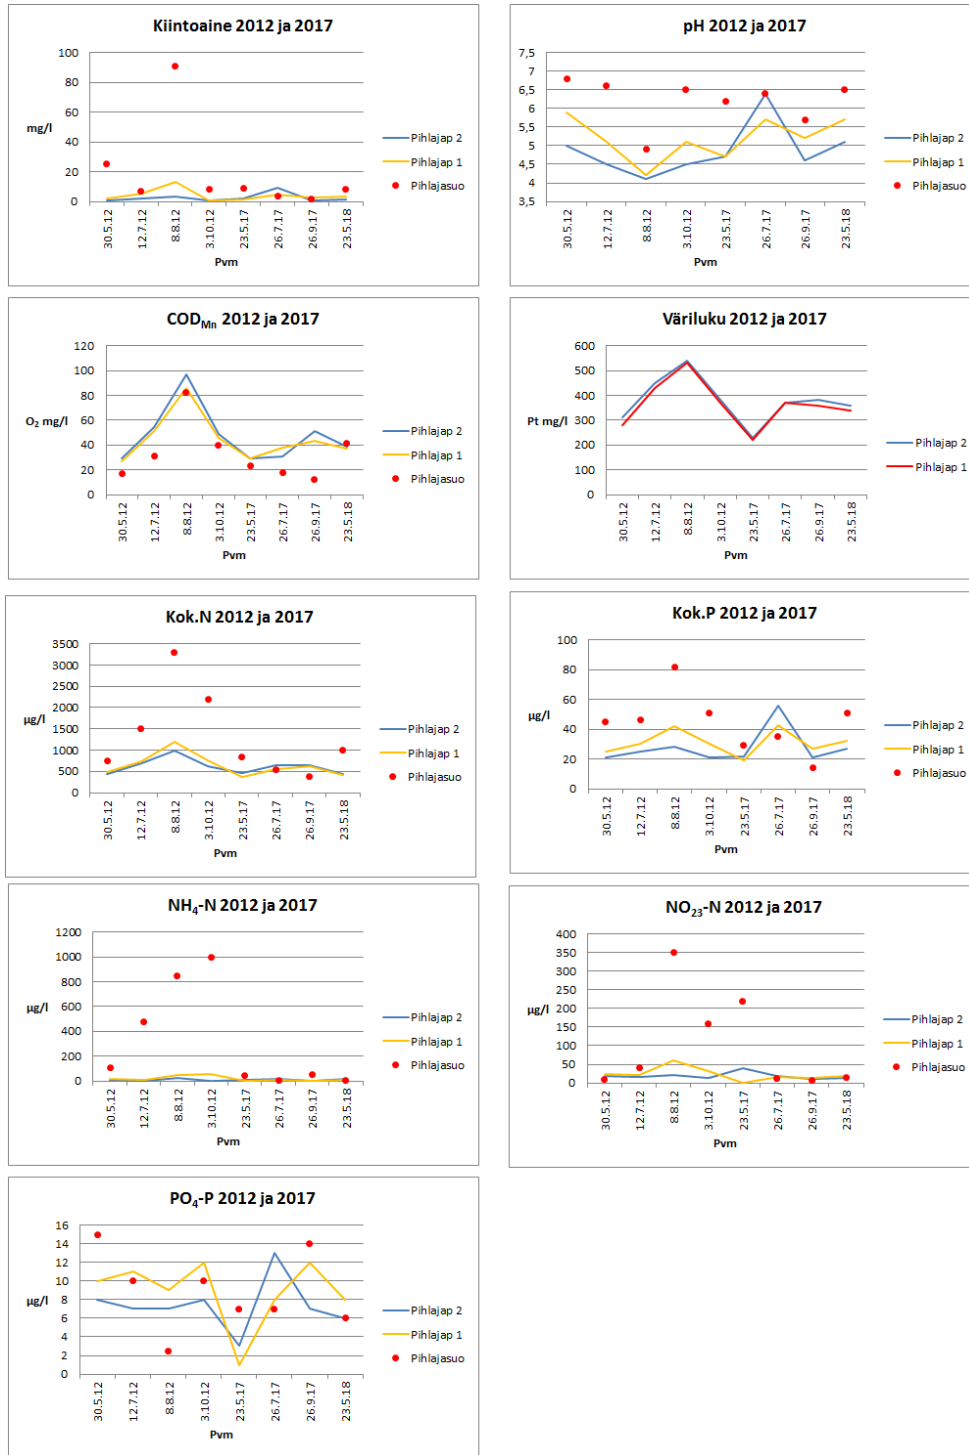 Kiintoaine 2012 ja 2017
100
80
60
40
20
0
mg/l
30.5.12
12.7.12
8.8.12
3.10.12
23.5.17
26.7.17
26.9.17
23.5.18
Pvm
Pihlajap 2
Pihlajap 1
Pihlajasuo
pH 2012 ja 2017
7,5
7
6,5
6
5,5
5
4,5
4
3,5
30.5.12
12.7.12
8.8.12
3.10.12
23.5.17
26.7.17
26.9.17
23.5.18
Pvm
Pihlajap 2
Pihlajap 1
Pihlajasuo
CODMn 2012 ja 2017
120
100
80
60
40
20
0
O2 mg/l
30.5.12
12.7.12
8.8.12
3.10.12
23.5.17
26.7.17
26.9.17
23.5.18
Pvm
Pihlajap 2
Pihlajap 1
Pihlajasuo
Väriluku 2012 ja 2017
600
500
400
300
200
100
0
Pt mg/l
30.5.12
12.7.12
8.8.12
3.10.12
23.5.17
26.7.17
26.9.17
23.5.18
Pvm
Pihlajap 2
Pihlajap 1
Kok.N 2012 ja 2017
3500
3000
2500
2000
1500
1000
500
0
µg/l
30.5.12
12.7.12
8.8.12
3.10.12
23.5.17
26.7.17
26.9.17
23.5.18
Pvm
Pihlajap 2
Pihlajap 1
Pihlajasuo
Kok.P 2012 ja 2017
100
80
60
40
20
0
µg/l
30.5.12
12.7.12
8.8.12
3.10.12
23.5.17
26.7.17
26.9.17
23.5.18
Pvm
Pihlajap 2
Pihlajap 1
Pihlajasuo
NH4-N 2012 ja 2017
1200
1000
800
600
400
200
0
µg/l
30.5.12
12.7.12
8.8.12
3.10.12
23.5.17
26.7.17
26.9.17
23.5.18
Pvm
Pihlajap 2
Pihlajap 1
Pihlajasuo
NO23-N 2012 ja 2017
400
350
300
250
200
150
100
50
0
µg/l
30.5.12
12.7.12
8.8.12
3.10.12
23.5.17
26.7.17
26.9.17
23.5.18
Pvm
Pihlajap 2
Pihlajap 1
Pihlajasuo
PO4-P 2012 ja 2017
16
14
12
10
8
6
4
2
0
µg/l
30.5.12
12.7.12
8.8.12
3.10.12
23.5.17
26.7.17
26.9.17
23.5.18
Pvm
Pihlajap 2
Pihlajap 1
Pihlajasuo